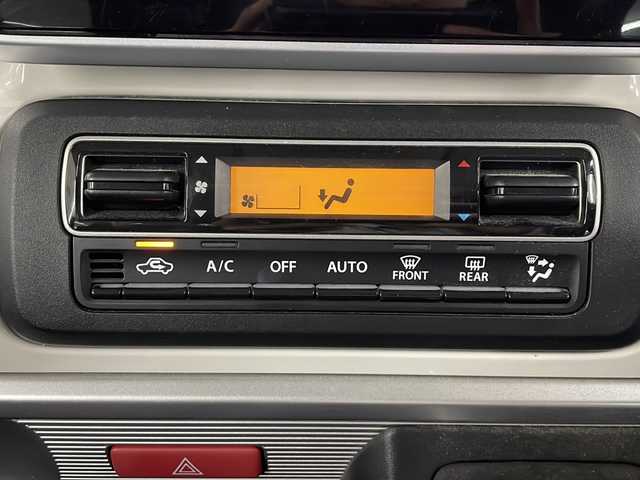 A/C OFF AUTO FRONT REAR